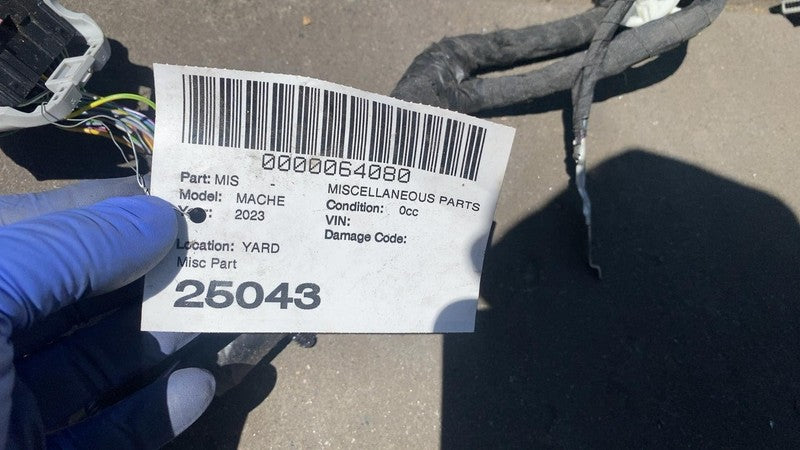 0000064080
Part: MIS MISCELLANEOUS PARTS
Model: MACHE Condition: 0cc
2023 VIN:
Damage Code:
Location: YARD
Misc Part
25043